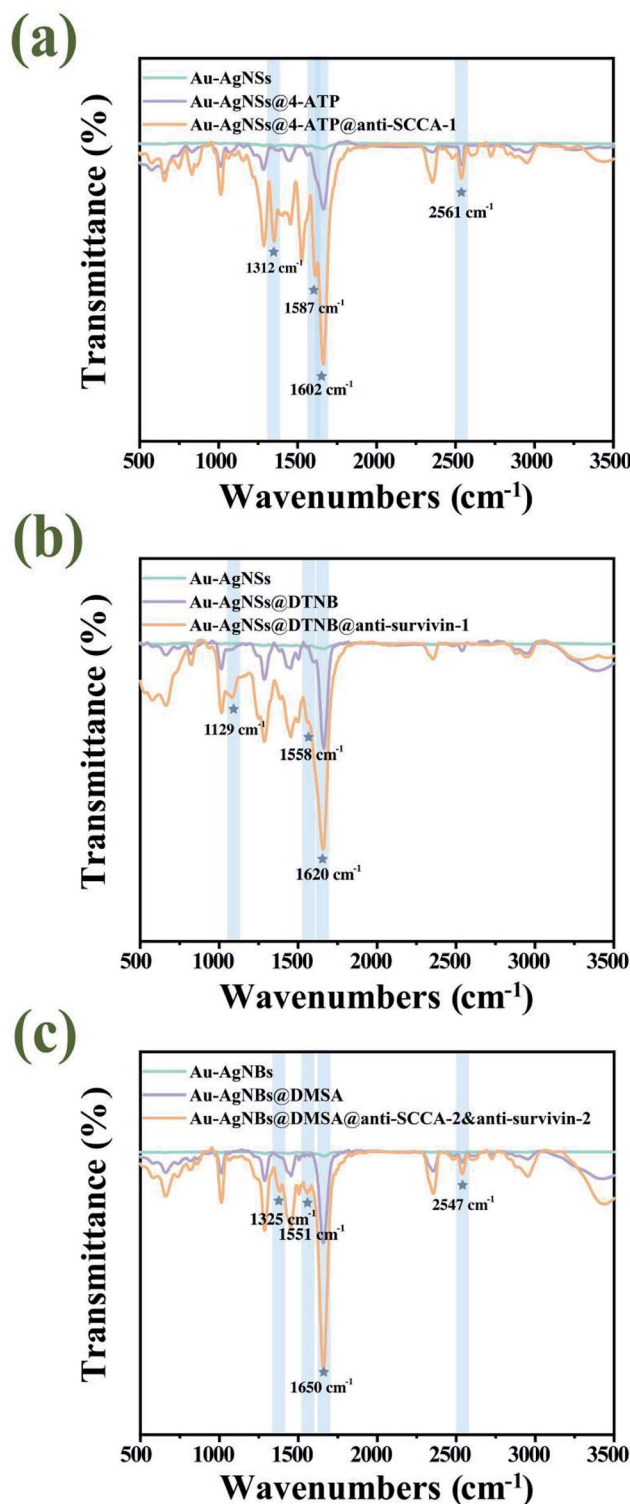 (a)
Au-AgNSs
Au-AgNSs@4-ATP
Au-AgNSs@4-ATP@anti-SCCA-1
Transmittance (%)
2561 cm⁻¹
1312 cm⁻¹
1587 cm⁻¹
1602 cm⁻¹
500 1000 1500 2000 2500 3000 3500
Wavenumbers (cm⁻¹)
(b)
Au-AgNSs
Au-AgNSs@DTNB
Au-AgNSs@DTNB@anti-survivin-1
Transmittance (%)
1129 cm⁻¹
1558 cm⁻¹
1620 cm⁻¹
500 1000 1500 2000 2500 3000 3500
Wavenumbers (cm⁻¹)
(c)
Au-AgNBs
Au-AgNBs@DMSA
Au-AgNBs@DMSA@anti-SCCA-2&anti-survivin-2
Transmittance (%)
1325 cm⁻¹
1551 cm⁻¹
2547 cm⁻¹
1650 cm⁻¹
500 1000 1500 2000 2500 3000 3500
Wavenumbers (cm⁻¹)